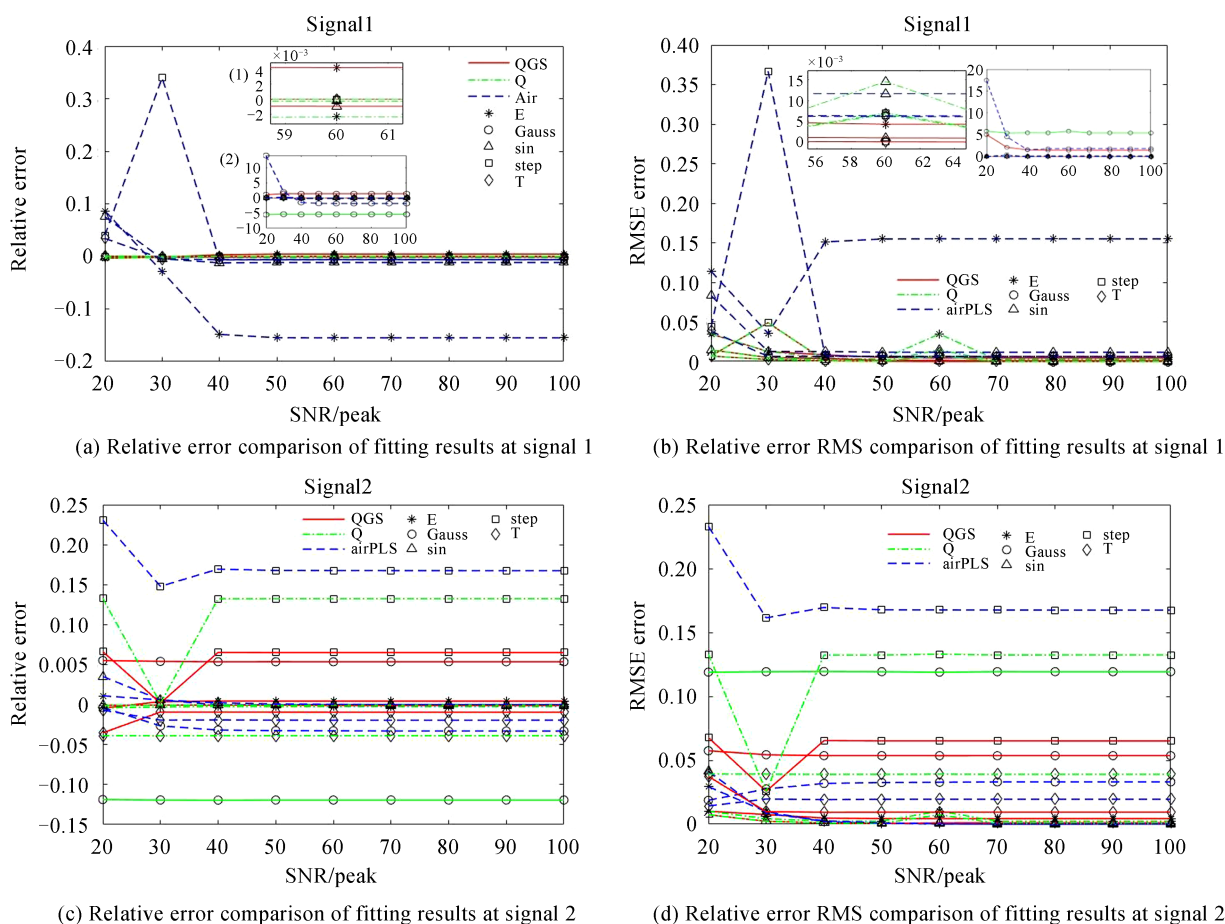 Signal1
0.4
0.3
0.2
0.1
0
−0.1
−0.2
Relative error
20 30 40 50 60 70 80 90 100
SNR/peak
×10−3
(1)
4
2
0
−2
59 60 61
(2)
10
5
0
−5
−10
20 40 60 80 100
QGS
Q
Air
E
Gauss
sin
step
T
(a) Relative error comparison of fitting results at signal 1
Signal1
0.40
0.35
0.30
0.25
0.20
0.15
0.10
0.05
0
RMSE error
20 30 40 50 60 70 80 90 100
SNR/peak
×10−3
15
10
5
0
56 58 60 62 64
20
15
10
5
0
20 40 60 80 100
QGS E step
Q Gauss T
airPLS sin
(b) Relative error RMS comparison of fitting results at signal 1
Signal2
0.25
0.20
0.15
0.10
0.005
0
−0.05
−0.10
−0.15
Relative error
20 30 40 50 60 70 80 90 100
SNR/peak
QGS E step
Q Gauss T
airPLS sin
(c) Relative error comparison of fitting results at signal 2
Signal2
0.25
0.20
0.15
0.10
0.05
0
RMSE error
20 30 40 50 60 70 80 90 100
SNR/peak
QGS E step
Q Gauss T
airPLS sin
(d) Relative error RMS comparison of fitting results at signal 2